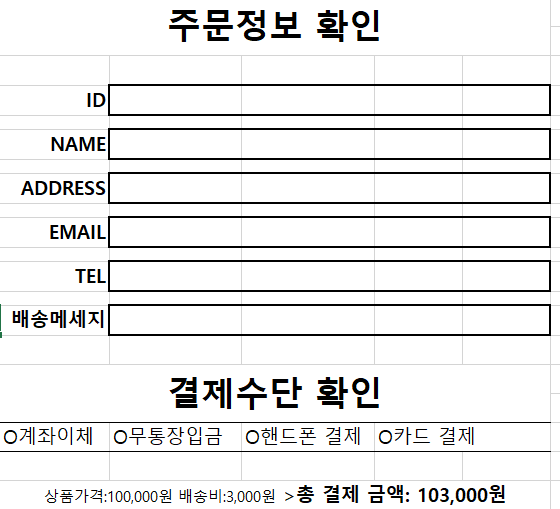 주문정보 확인
ID
NAME
ADDRESS
EMAIL
TEL
배송메세지
결제수단 확인
O계좌이체 O무통장입금 O핸드폰 결제 O카드 결제
상품가격:100,000원 배송비:3,000원 >총 결제 금액: 103,000원